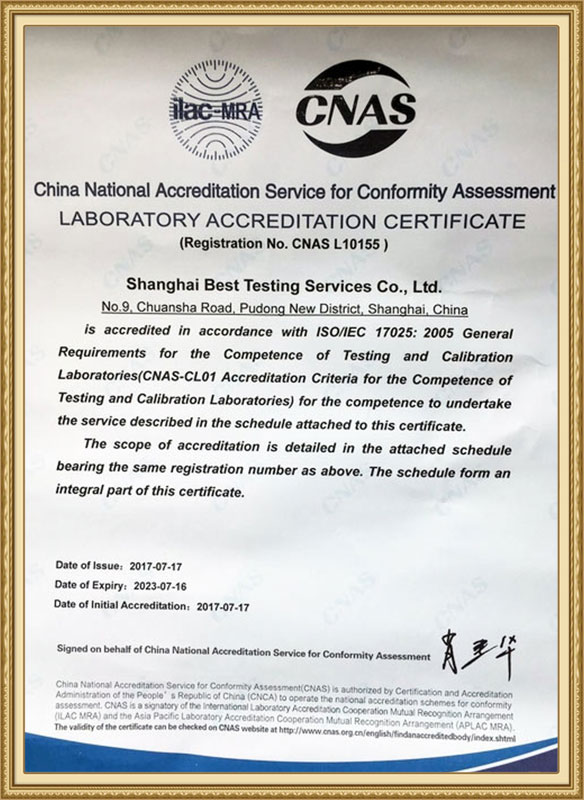 ilac-MRA
CNAS
China National Accreditation Service for Conformity Assessment
LABORATORY ACCREDITATION CERTIFICATE
(Registration No. CNAS L10155 )
Shanghai Best Testing Services Co., Ltd.
No.9, Chuansha Road, Pudong New District, Shanghai, China
is accredited in accordance with ISO/IEC 17025: 2005 General
Requirements for the Competence of Testing and Calibration
Laboratories(CNAS-CL01 Accreditation Criteria for the Competence of
Testing and Calibration Laboratories) for the competence to undertake
the service described in the schedule attached to this certificate.
The scope of accreditation is detailed in the attached schedule
bearing the same registration number as above. The schedule form an
integral part of this certificate.
Date of Issue: 2017-07-17
Date of Expiry: 2023-07-16
Date of Initial Accreditation: 2017-07-17
Signed on behalf of China National Accreditation Service for Conformity Assessment
China National Accreditation Service for Conformity Assessment(CNAS) is authorized by Certification and Accreditation
Administration of the People’s Republic of China (CNCA) to operate the national accreditation schemes for conformity
assessment. CNAS is a signatory of the International Laboratory Accreditation Cooperation Mutual Recognition Arrangement
(ILAC MRA) and the Asia Pacific Laboratory Accreditation Cooperation Mutual Recognition Arrangement (APLAC MRA).
The validity of the certificate can be checked on CNAS website at http://www.cnas.org.cn/english/findanaccreditedbody/index.shtml